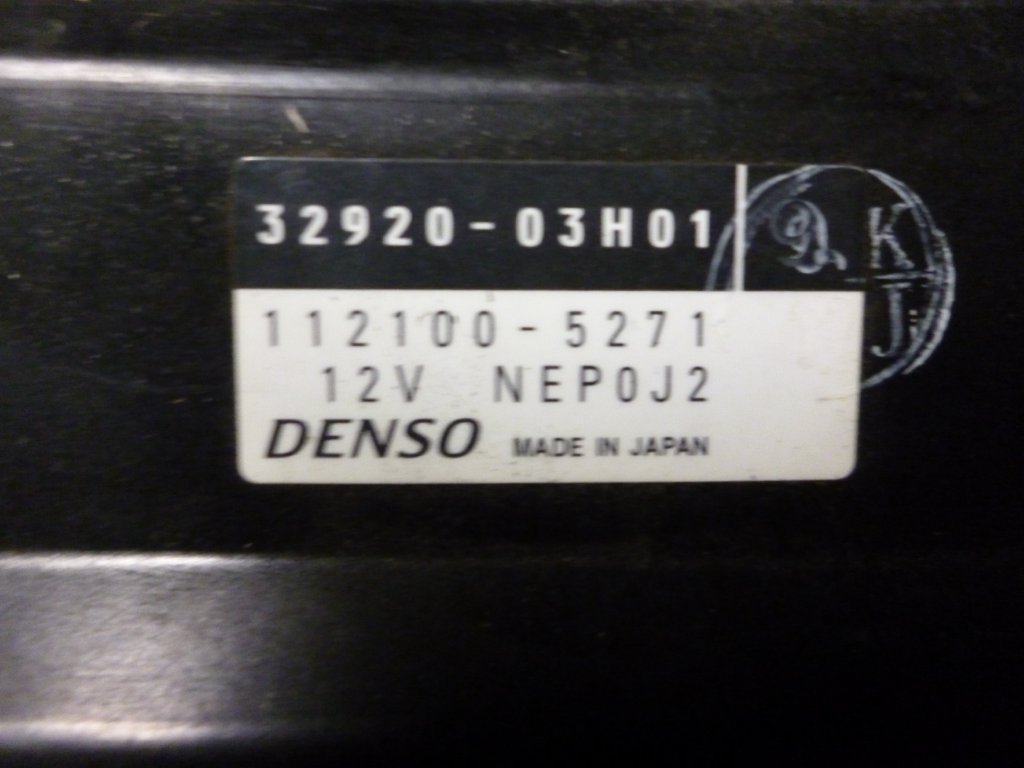 32920-03H01
112100-5271
12V NEP0J2
DENSO MADE IN JAPAN
K
J